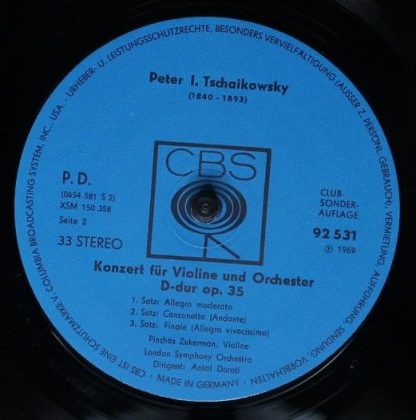 U. LEISTUNGSSCHUTZRECHTE, BESONDERS VERVIELFÄLTIGUNG (AUSSER Z. PERSÖNL. GEBRAUCH), VERMIETUNG, AUFFÜHRUNG, SENDUNG, VORBEHALTEN
Peter I. Tschaikowsky
(1840 - 1893)
CBS
P. D.
(0654 581 S 2)
XSM 150 358
Seite 2
33 STEREO
CLUB-
SONDER-
AUFLAGE
92 531
℗ 1969
Konzert für Violine und Orchester
D-dur op. 35
1. Satz: Allegro moderato
2. Satz: Canzonetta (Andante)
3. Satz: Finale (Allegro vivacissimo)
Pinchas Zukerman, Violine
London Symphony Orchestra
Dirigent: Antal Dorati
CBS IST EINE SCHUTZMARKE V. COLUMBIA BROADCASTING SYSTEM, INC., USA. - URHEBER-
• MADE IN GERMANY •